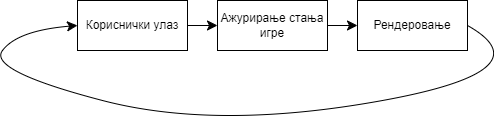 Кориснички улаз
Ажурирање стања
игре
Рендеровање